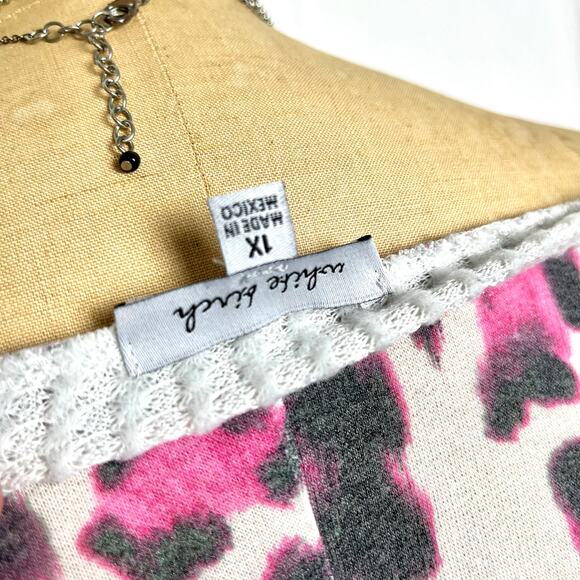 white birch
1X
MADE IN
MEXICO